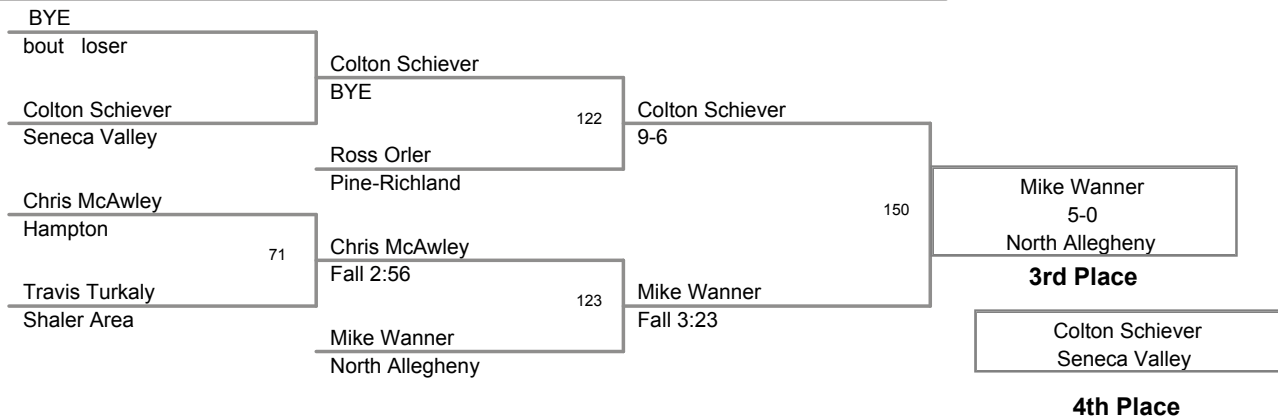 BYE
bout loser
Colton Schiever
Seneca Valley
Chris McAwley
Hampton
71
Travis Turkaly
Shaler Area
Colton Schiever
BYE
122
Ross Orler
Pine-Richland
Chris McAwley
Fall 2:56
123
Mike Wanner
North Allegheny
Colton Schiever
9-6
150
Mike Wanner
Fall 3:23
Mike Wanner
5-0
North Allegheny
3rd Place
Colton Schiever
Seneca Valley
4th Place